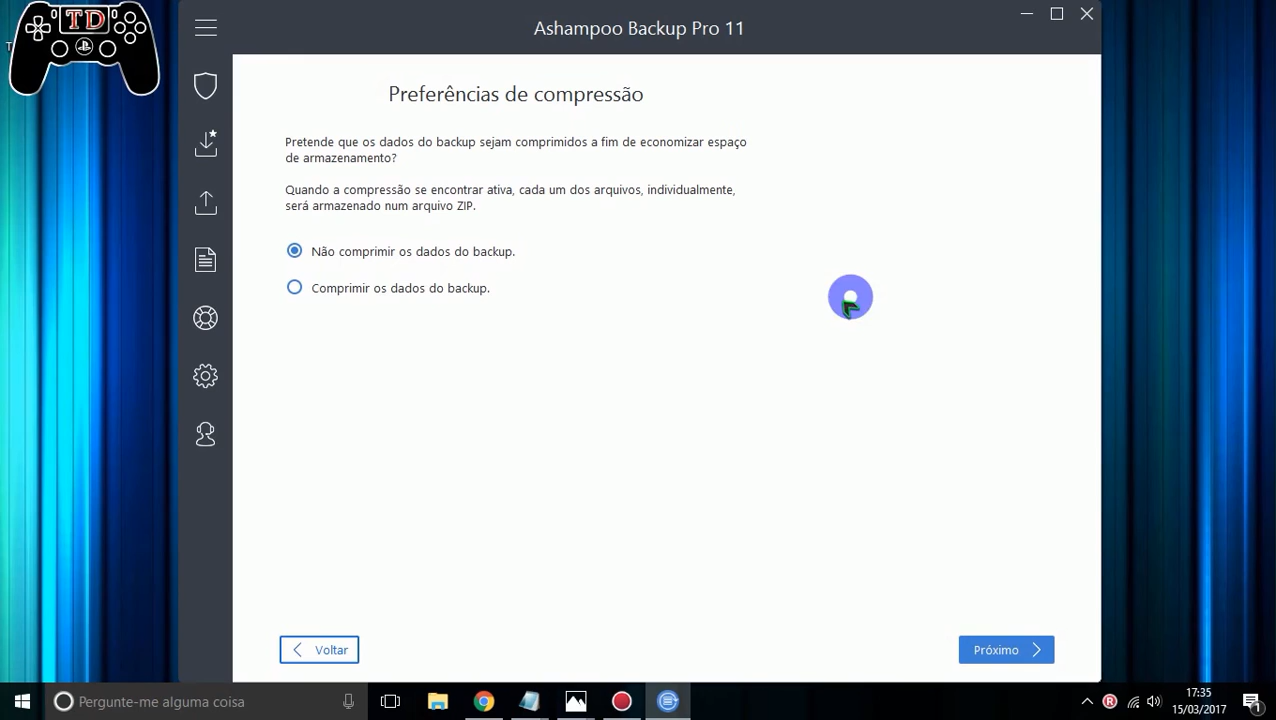 TD
T
Ashampoo Backup Pro 11
Preferências de compressão
Pretende que os dados do backup sejam comprimidos a fim de economizar espaço
de armazenamento?
Quando a compressão se encontrar ativa, cada um dos arquivos, individualmente,
será armazenado num arquivo ZIP.
Não comprimir os dados do backup.
Comprimir os dados do backup.
Voltar
Próximo
Pergunte-me alguma coisa
R
17:35
15/03/2017
1